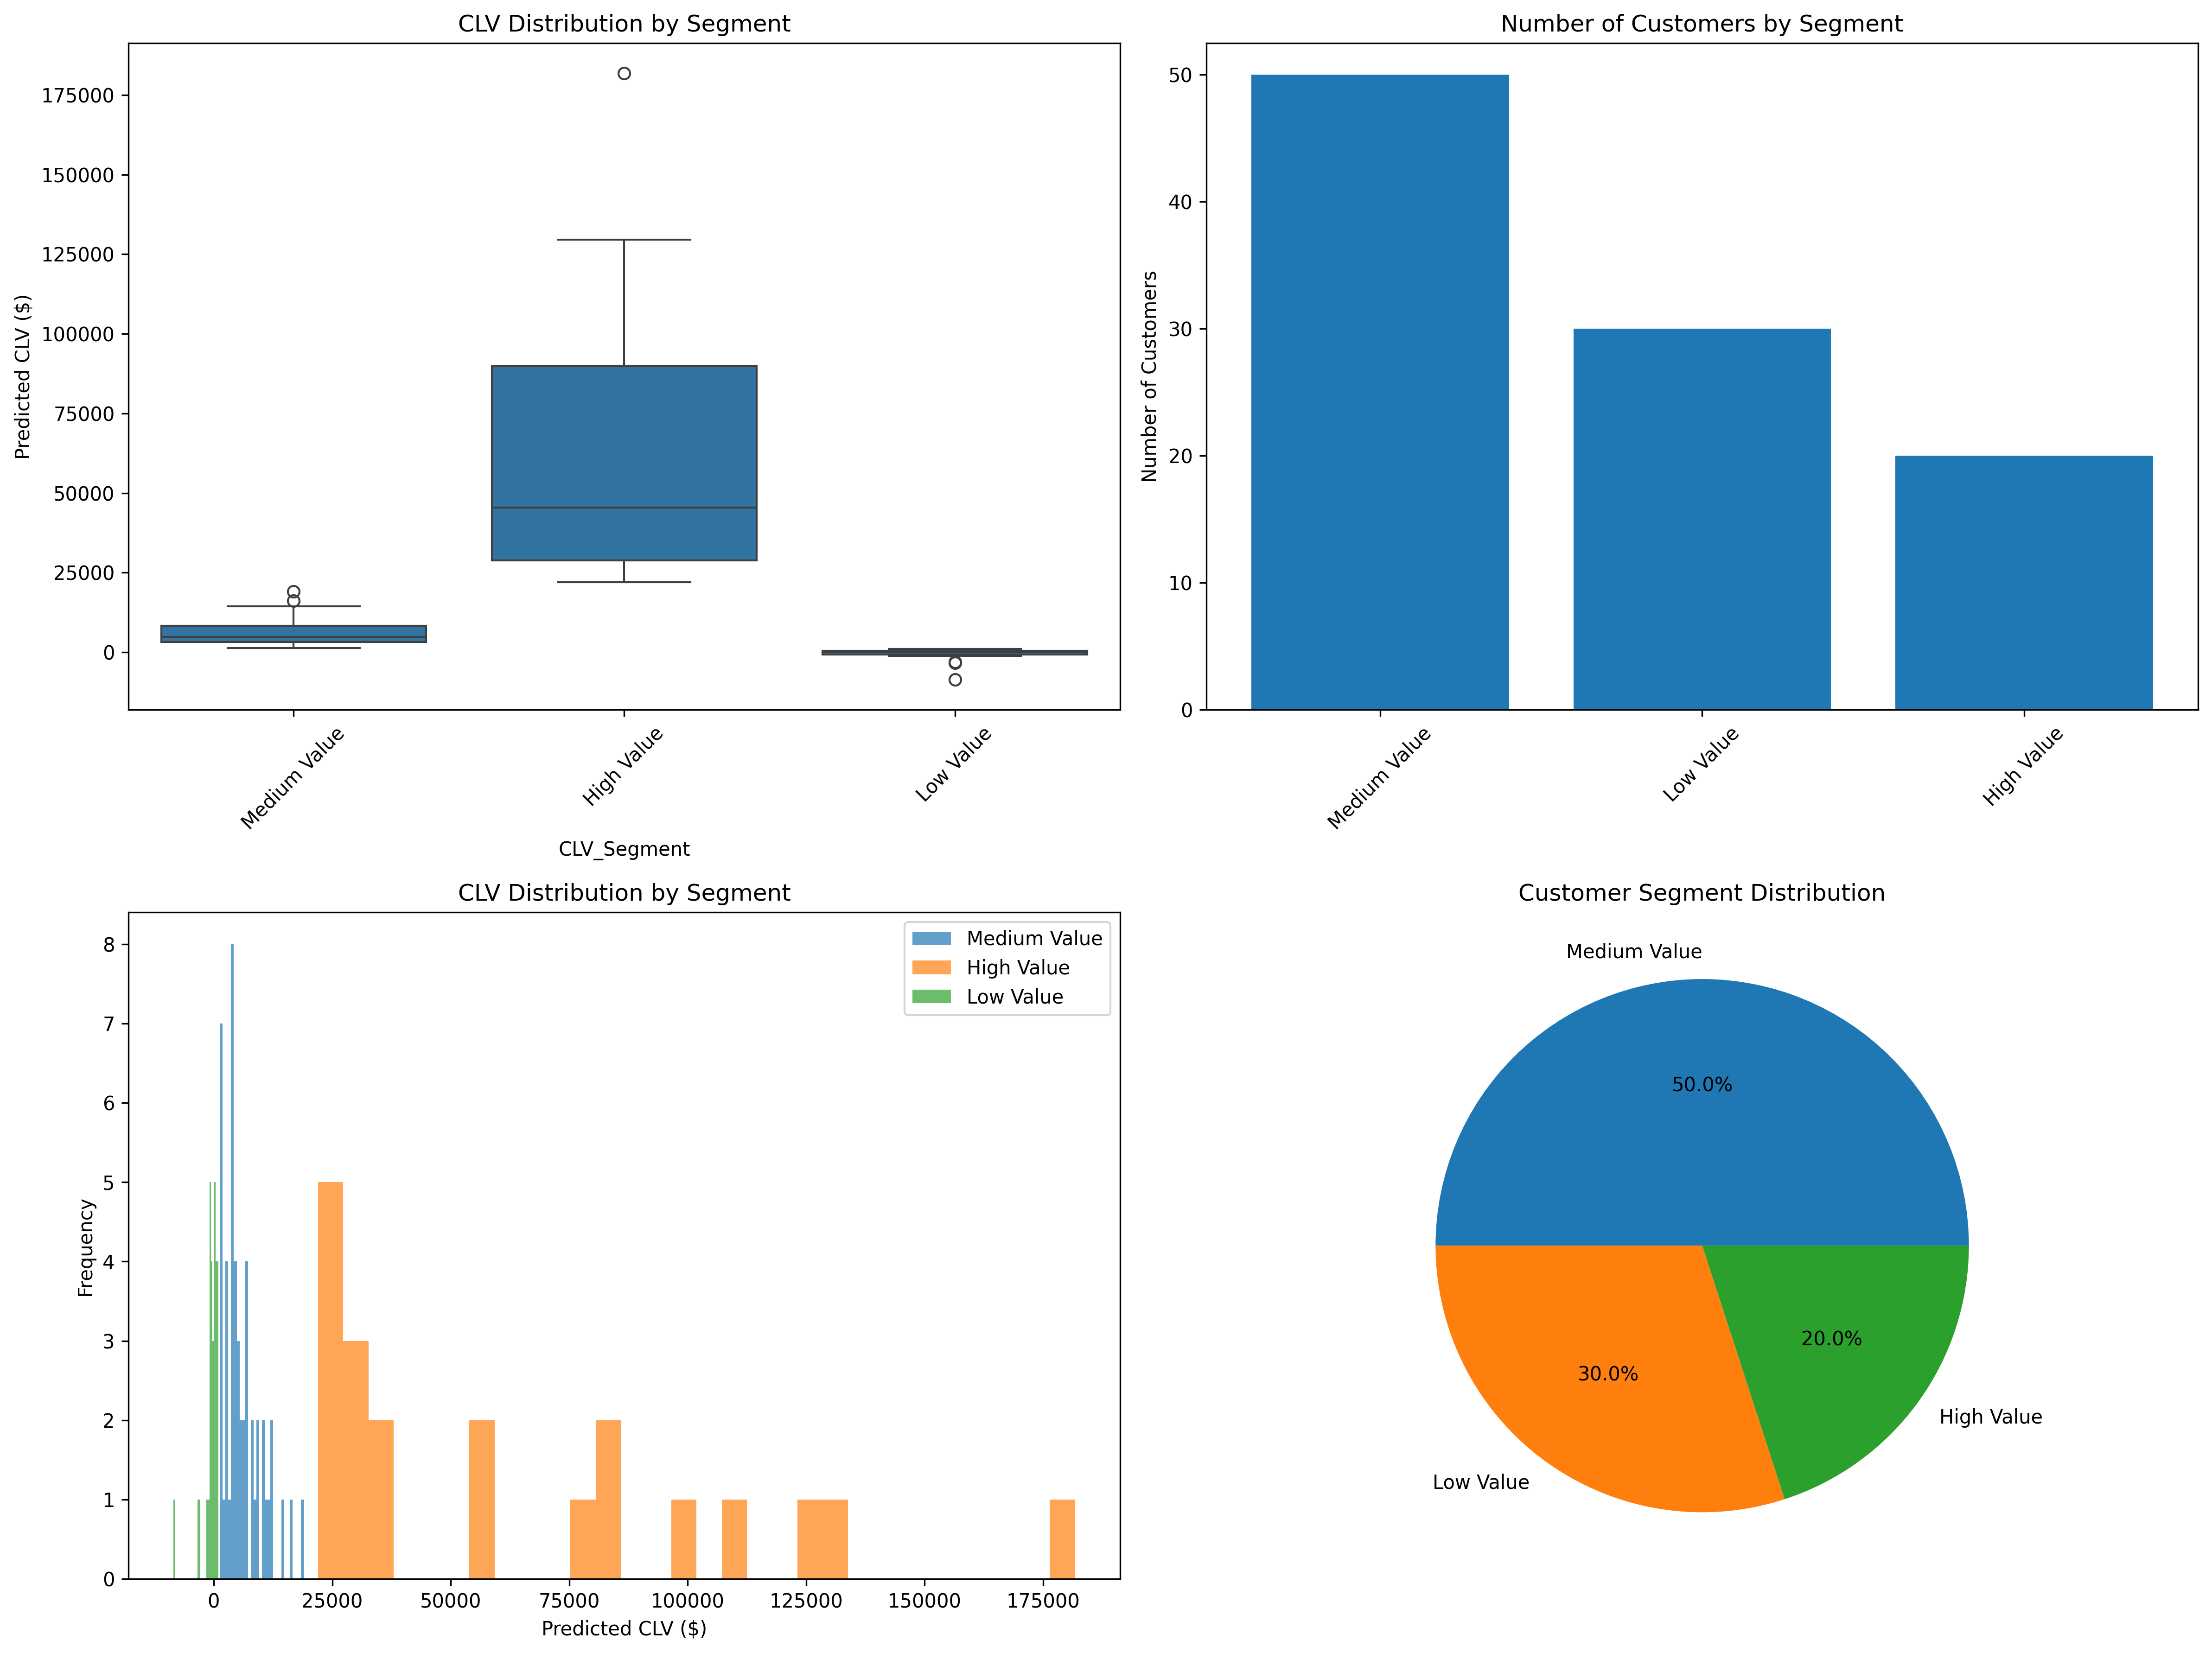 CLV Distribution by Segment
175000
150000
125000
100000
75000
50000
25000
0
Predicted CLV ($)
Medium Value
High Value
Low Value
CLV_Segment
Number of Customers by Segment
50
40
30
20
10
0
Number of Customers
Medium Value
Low Value
High Value
CLV Distribution by Segment
8
7
6
5
4
3
2
1
0
Frequency
Medium Value
High Value
Low Value
0
25000
50000
75000
100000
125000
150000
175000
Predicted CLV ($)
Customer Segment Distribution
Medium Value
50.0%
20.0%
30.0%
High Value
Low Value